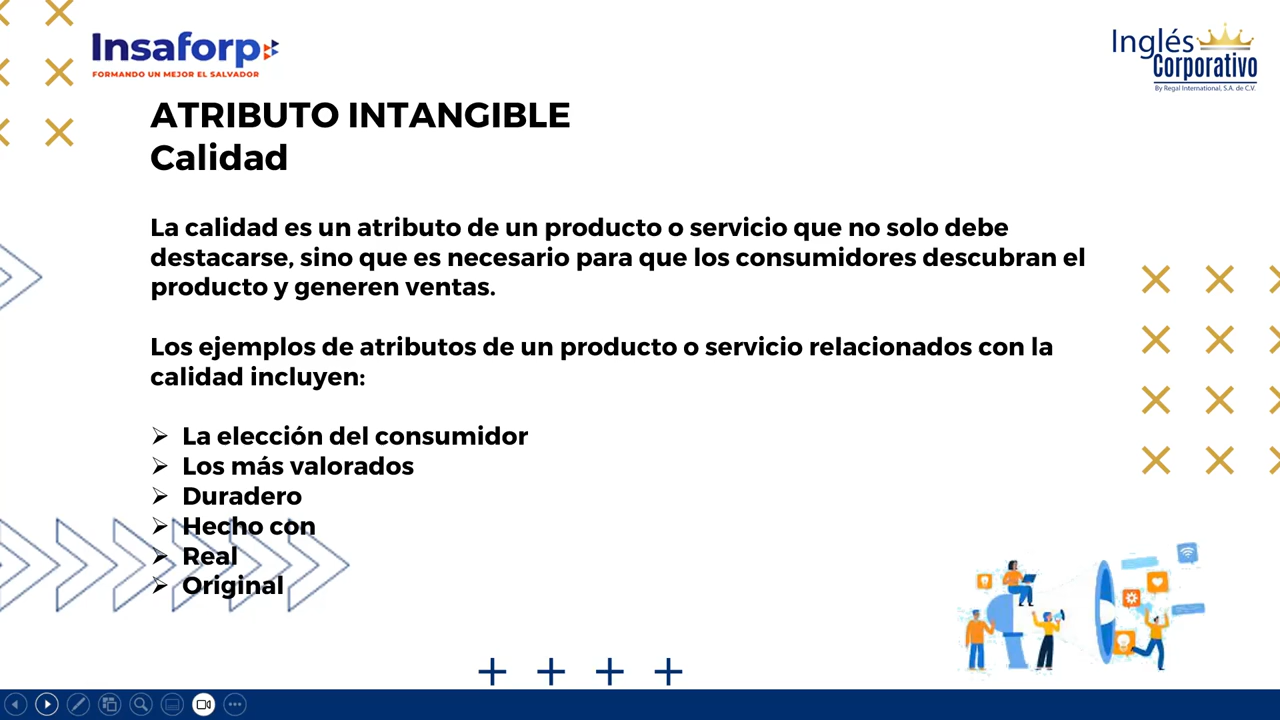 Insaforp
FORMANDO UN MEJOR EL SALVADOR
Inglés
Corporativo
By Regal International, S.A. de C.V.
ATRIBUTO INTANGIBLE
Calidad
La calidad es un atributo de un producto o servicio que no solo debe
destacarse, sino que es necesario para que los consumidores descubran el
producto y generen ventas.
Los ejemplos de atributos de un producto o servicio relacionados con la
calidad incluyen:
La elección del consumidor
Los más valorados
Duradero
Hecho con
Real
Original